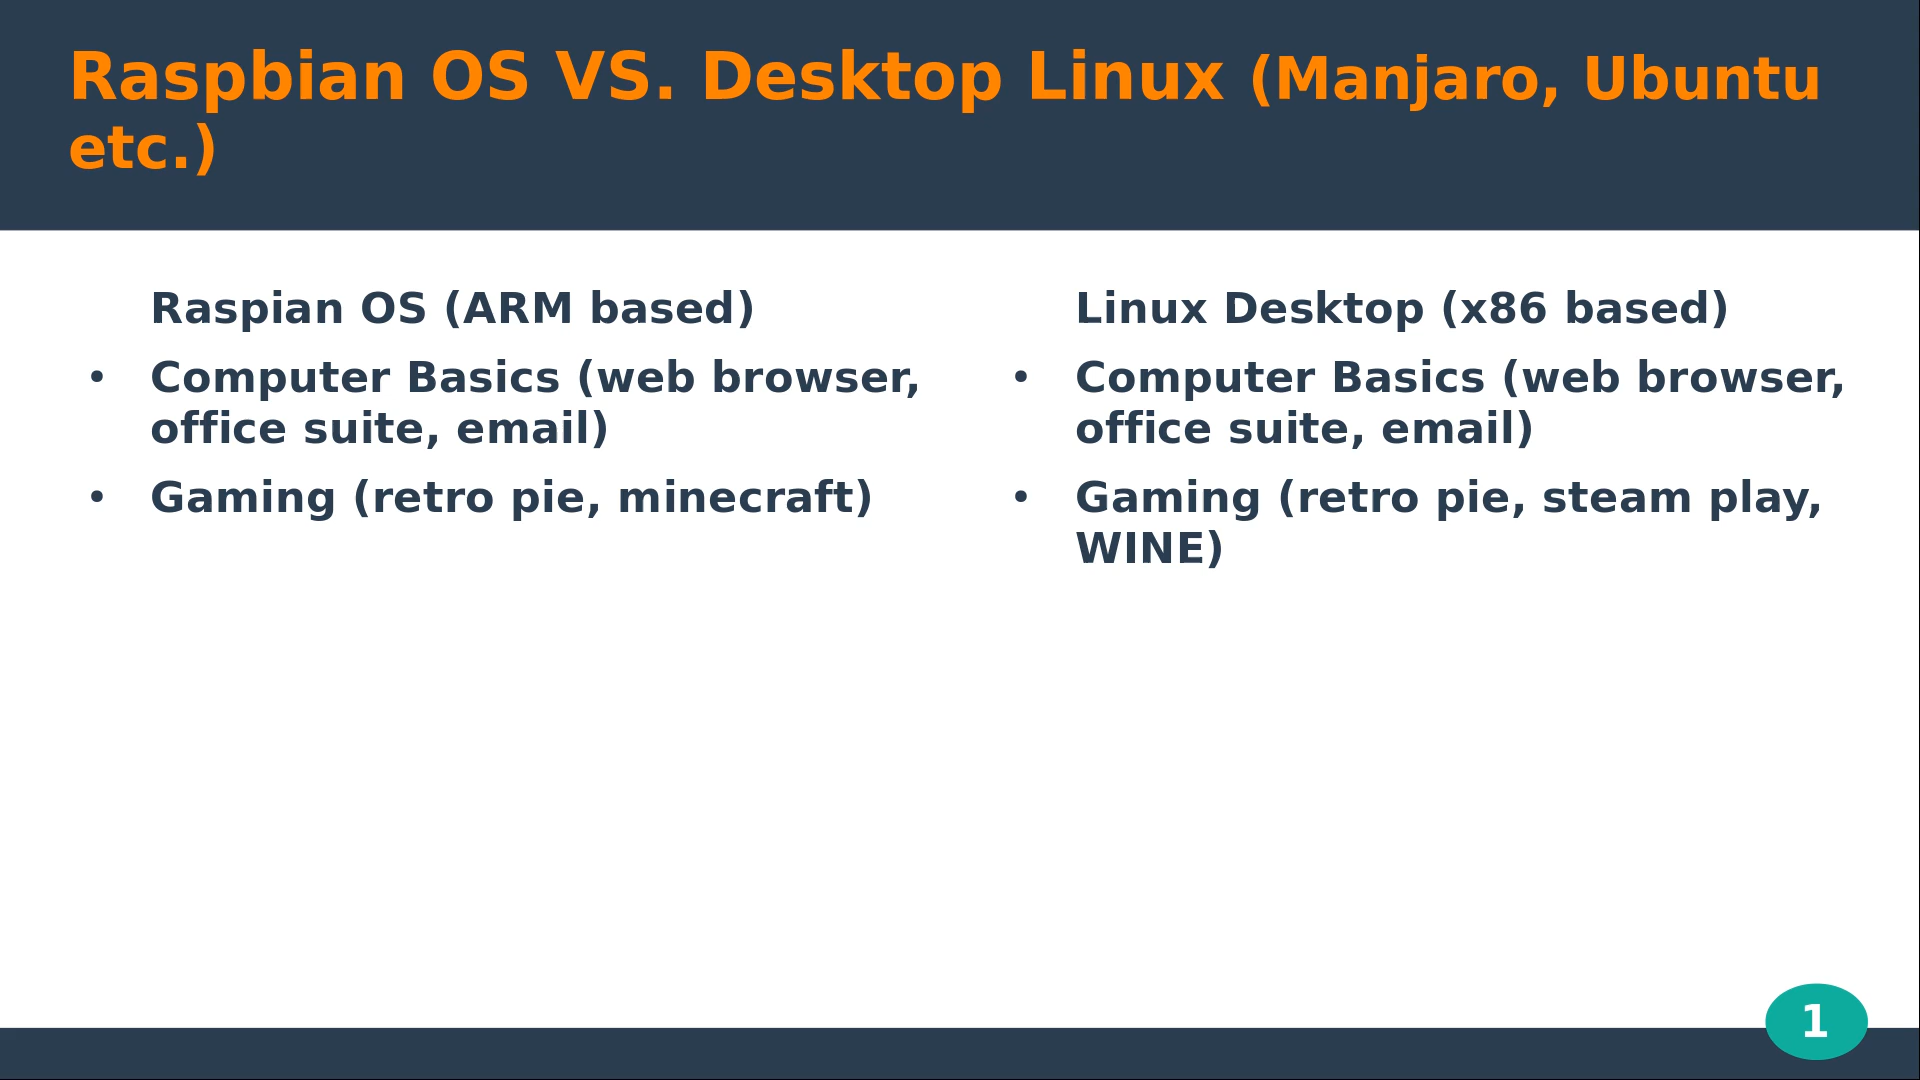 Raspbian OS VS. Desktop Linux (Manjaro, Ubuntu
etc.)
Raspian OS (ARM based)
• Computer Basics (web browser,
office suite, email)
• Gaming (retro pie, minecraft)
Linux Desktop (x86 based)
• Computer Basics (web browser,
office suite, email)
• Gaming (retro pie, steam play,
WINE)
1